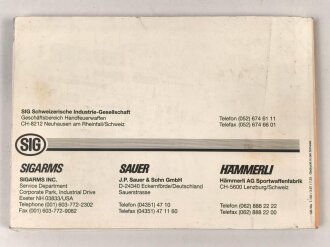 SIG Schweizerische Industrie-Gesellschaft
Geschäftsbereich Handfeuerwaffen
CH-8212 Neuhausen am Rheinfall/Schweiz
Telefon (052) 674 61 11
Telefax (052) 674 66 01
SIG
SIGARMS
SIGARMS INC.
Service Department
Corporate Park, Industrial Drive
Exeter NH 03833/USA
Telephone 001 603-772-2302
Fax (001) 603-772-9082
SAUER
J.P. Sauer & Sohn GmbH
D-24340 Eckernförde/Deutschland
Sauerstrasse
Telefon (04351) 47 10
Telefax (04351) 47 11 60
HÄMMERLI
Hämmerli AG Sportwaffenfabrik
CH-5600 Lenzburg/Schweiz
Telefon (062) 888 22 22
Telefax (062) 888 22 00